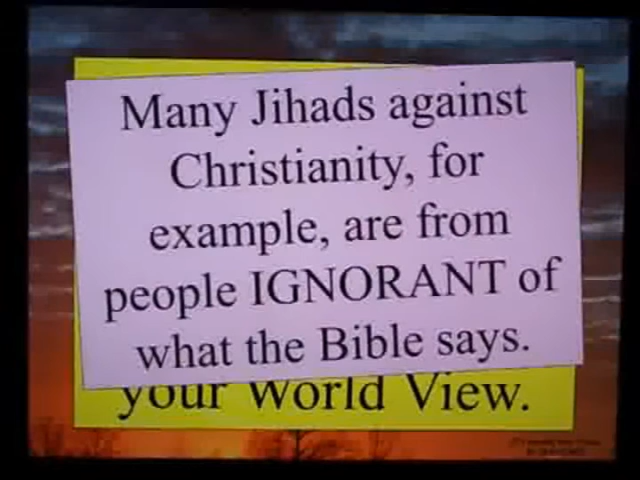 Many Jihads against
Christianity, for
example, are from
people IGNORANT of
what the Bible says.
your World View.